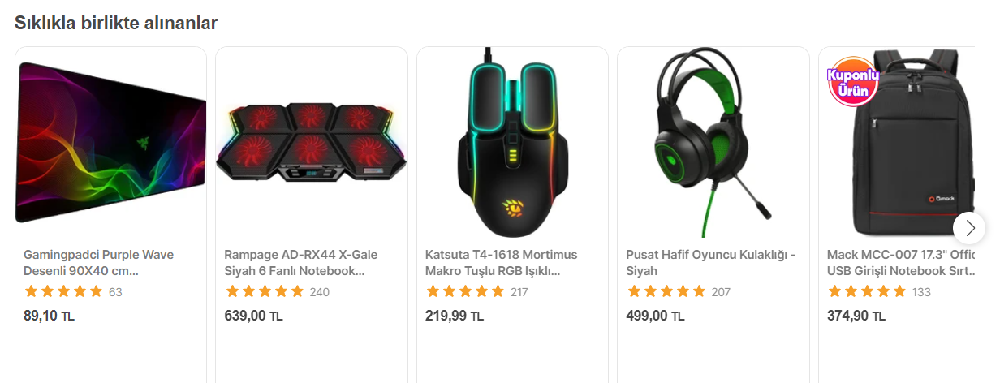 Sıklıkla birlikte alınanlar
Gamingpadci Purple Wave
Desenli 90X40 cm...
63
89,10 TL
Rampage AD-RX44 X-Gale
Siyah 6 Fanlı Notebook...
240
639,00 TL
Katsuta T4-1618 Mortimus
Makro Tuşlu RGB Işıklı...
217
219,99 TL
Pusat Hafif Oyuncu Kulaklığı -
Siyah
207
499,00 TL
Kuponlu
Ürün
mack
Mack MCC-007 17.3" Offic
USB Girişli Notebook Sırt...
133
374,90 TL